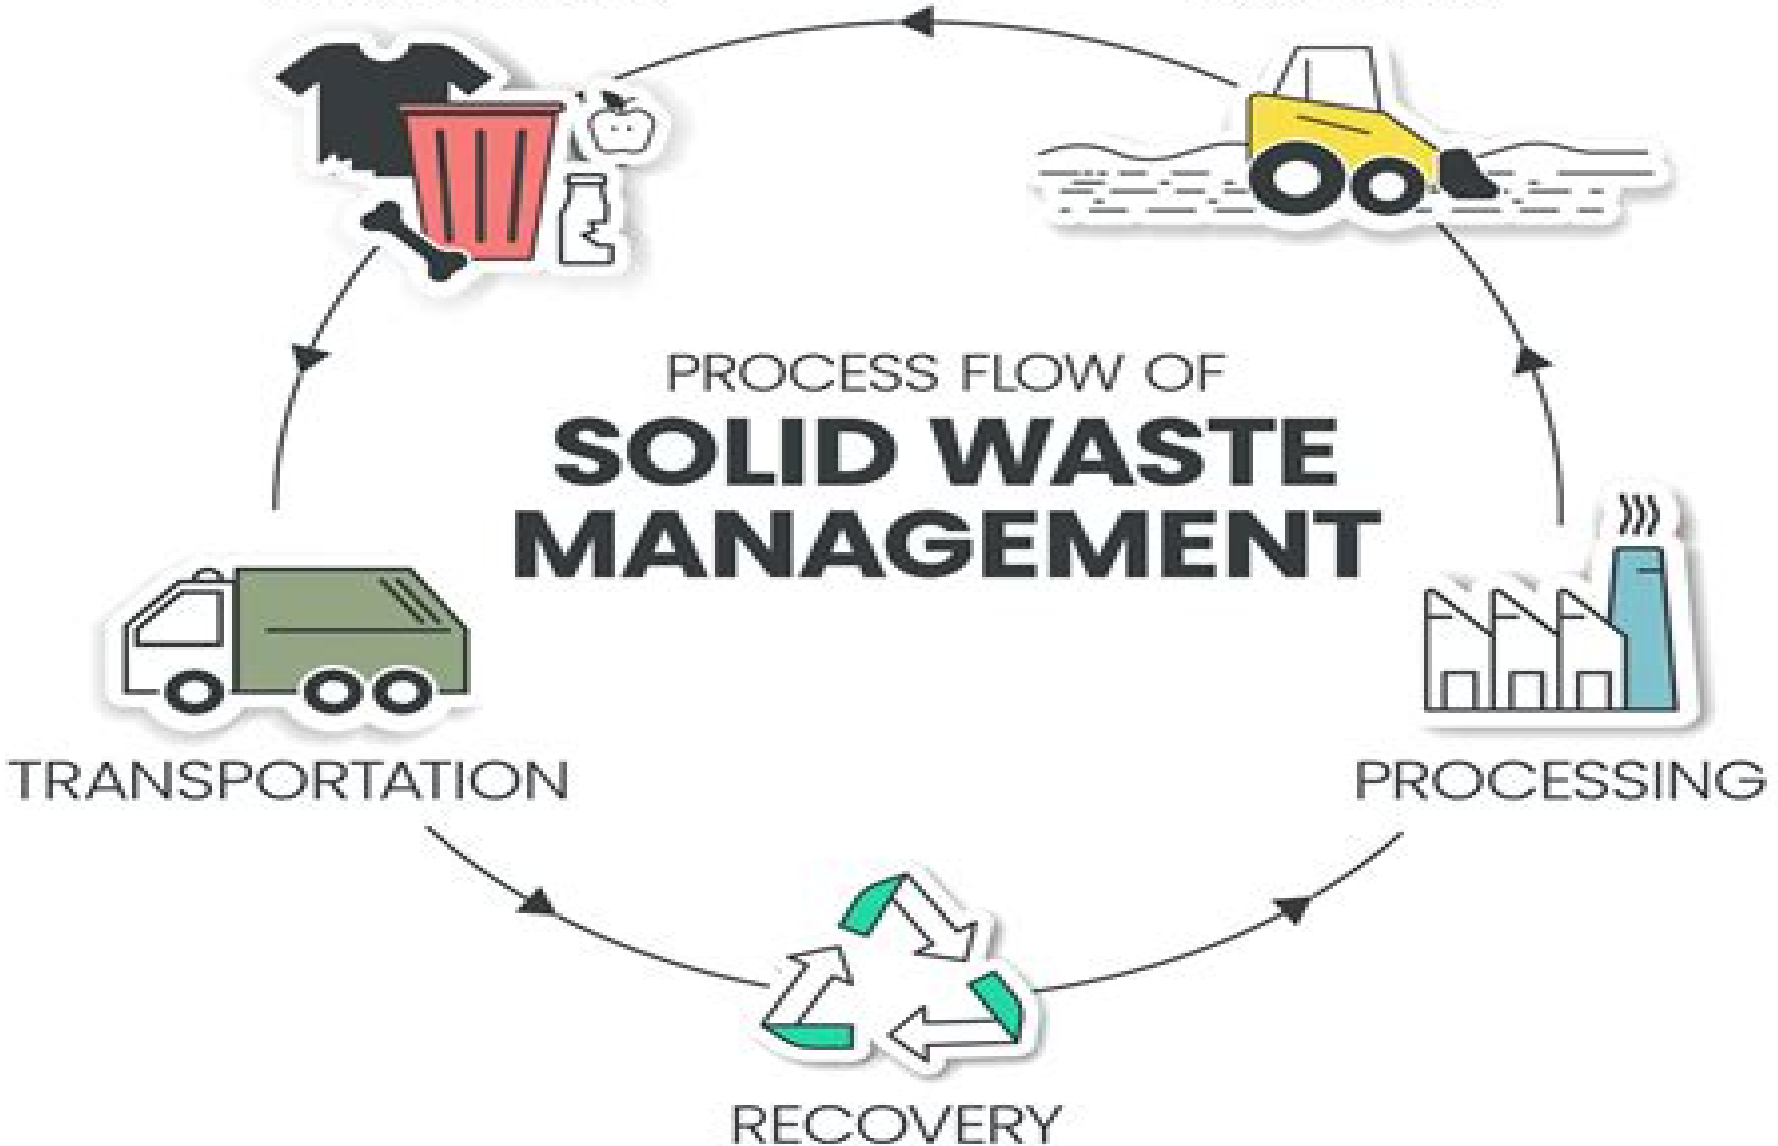 PROCESS FLOW OF
SOLID WASTE
MANAGEMENT
TRANSPORTATION
PROCESSING
RECOVERY